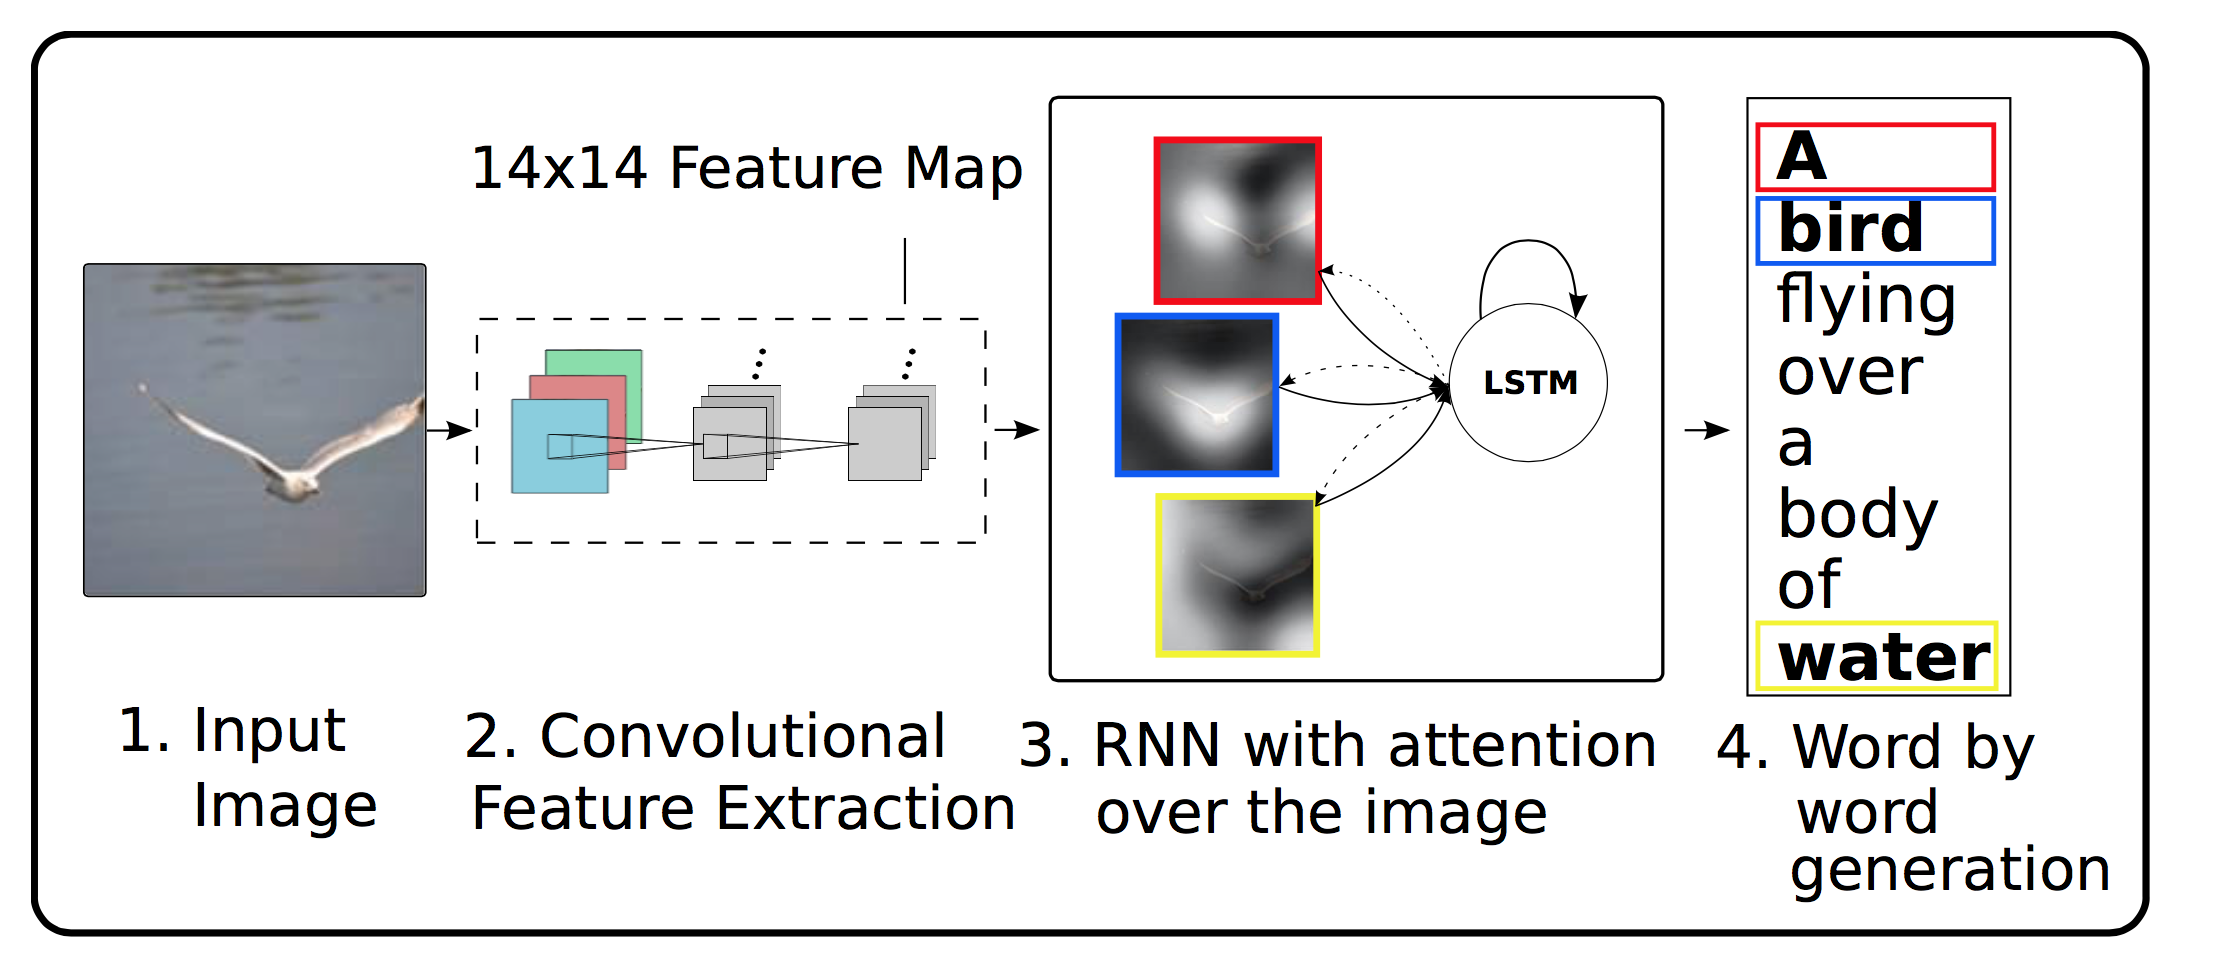 14x14 Feature Map
LSTM
A
bird
flying
over
a
body
of
water
1. Input
Image
2. Convolutional
Feature Extraction
3. RNN with attention
over the image
4. Word by
word
generation